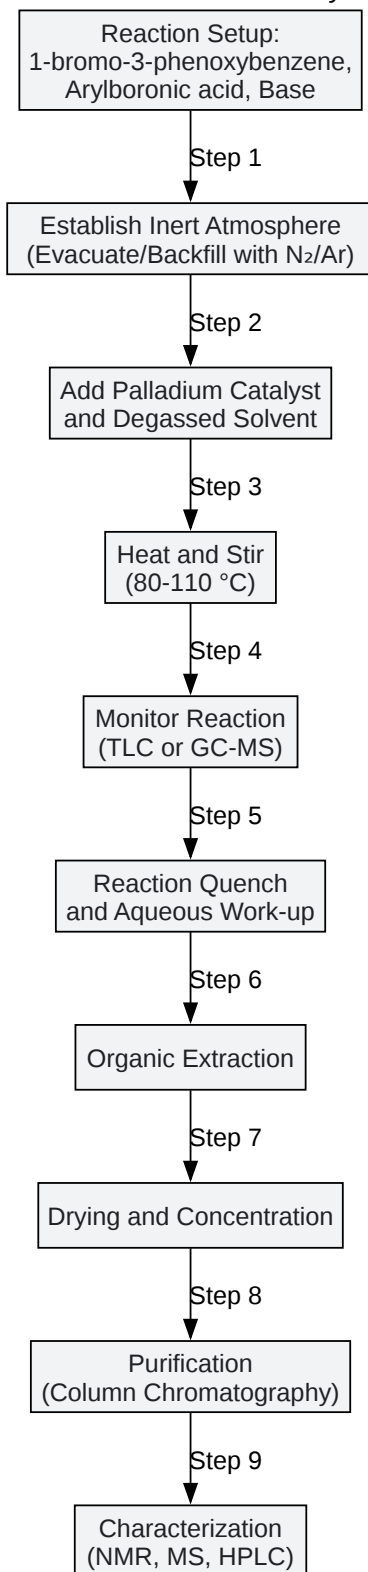 Reaction Setup:
1-bromo-3-phenoxybenzene,
Arylboronic acid, Base
Step 1
Establish Inert Atmosphere
(Evacuate/Backfill with N₂/Ar)
Step 2
Add Palladium Catalyst
and Degassed Solvent
Step 3
Heat and Stir
(80-110 °C)
Step 4
Monitor Reaction
(TLC or GC-MS)
Step 5
Reaction Quench
and Aqueous Work-up
Step 6
Organic Extraction
Step 7
Drying and Concentration
Step 8
Purification
(Column Chromatography)
Step 9
Characterization
(NMR, MS, HPLC)